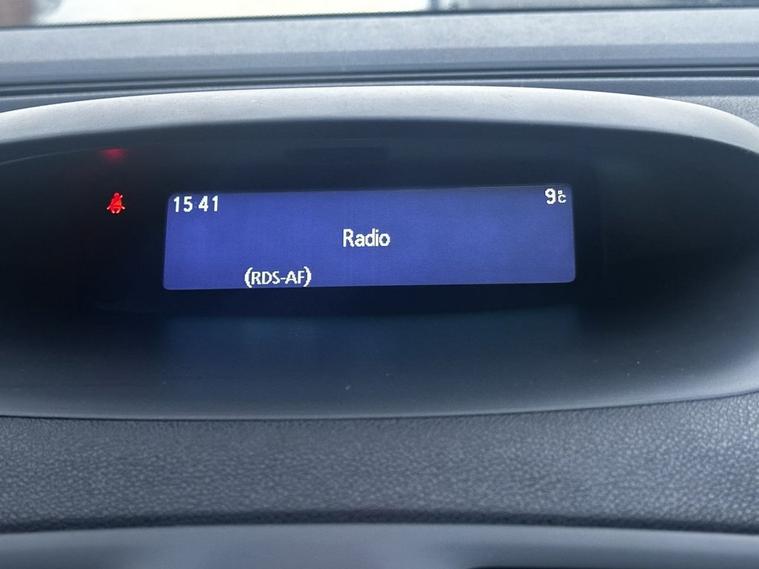 15 41
9°C
Radio
(RDS-AF)